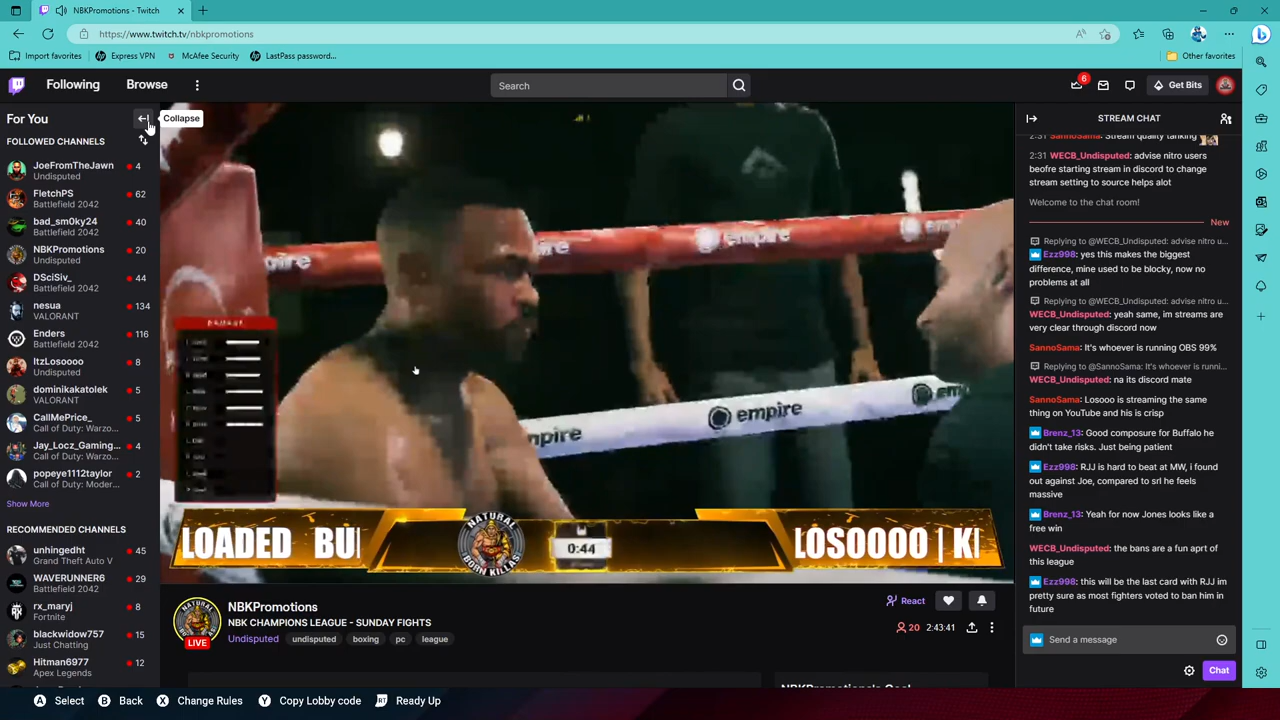 NBKPromotions - Twitch
https://www.twitch.tv/nbkpromotions
Import favorites
Express VPN
McAfee Security
LastPass password...
Other favorites
Following
Browse
Search
6
Get Bits
For You
Collapse
FOLLOWED CHANNELS
JoeFromTheJawn 4
Undisputed
FletchPS 62
Battlefield 2042
bad_sm0ky24 40
Battlefield 2042
NBKPromotions 20
Undisputed
DSciSiv_ 44
Battlefield 2042
nesua 134
VALORANT
Enders 116
Battlefield 2042
ItzLosoooo 8
Undisputed
dominikakatolek 5
VALORANT
CallMePrice_ 5
Call of Duty: Warzo...
Jay_Locz_Gaming... 4
Call of Duty: Warzo...
popeye1112taylor 2
Call of Duty: Moder...
Show More
RECOMMENDED CHANNELS
unhingedht 45
Grand Theft Auto V
WAVERUNNER6 29
Battlefield 2042
rx_maryj 8
Fortnite
blackwidow757 15
Just Chatting
Hitman6977 12
Apex Legends
empire
empire
empire
DAMAGE
LOADED BU
NATURAL
BORN KILLAS
0:44
LOSOOOO | KI
NBKPromotions
NBK CHAMPIONS LEAGUE - SUNDAY FIGHTS
Undisputed undisputed boxing pc league
LIVE
React
20 2:43:41
STREAM CHAT
2:31 SannoSama: Stream quality tanking
2:31 WECB_Undisputed: advise nitro users
beofre starting stream in discord to change
stream setting to source helps alot
Welcome to the chat room!
New
Replying to @WECB_Undisputed: advise nitro u...
Ezz998: yes this makes the biggest
difference, mine used to be blocky, now no
problems at all
Replying to @WECB_Undisputed: advise nitro u...
WECB_Undisputed: yeah same, im streams are
very clear through discord now
SannoSama: It's whoever is running OBS 99%
Replying to @SannoSama: It's whoever is runni...
WECB_Undisputed: na its discord mate
SannoSama: Losooo is streaming the same
thing on YouTube and his is crisp
Brenz_13: Good composure for Buffalo he
didn't take risks. Just being patient
Ezz998: RJJ is hard to beat at MW, i found
out against Joe, compared to srl he feels
massive
Brenz_13: Yeah for now Jones looks like a
free win
WECB_Undisputed: the bans are a fun aprt of
this league
Ezz998: this will be the last card with RJJ im
pretty sure as most fighters voted to ban him in
future
Send a message
Chat
A Select B Back X Change Rules Y Copy Lobby code RT Ready Up